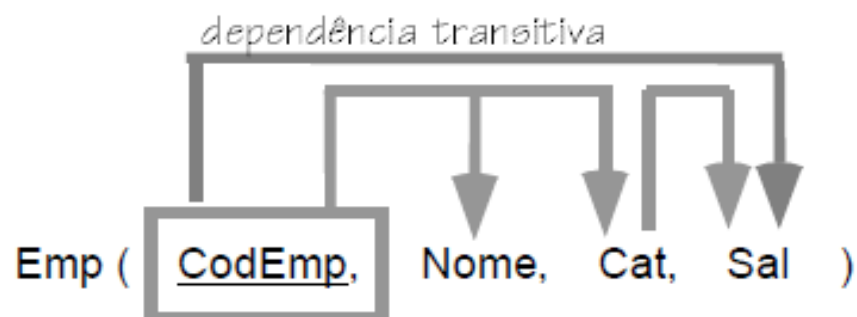 dependência transitiva
Emp ( CodEmp, Nome, Cat, Sal )